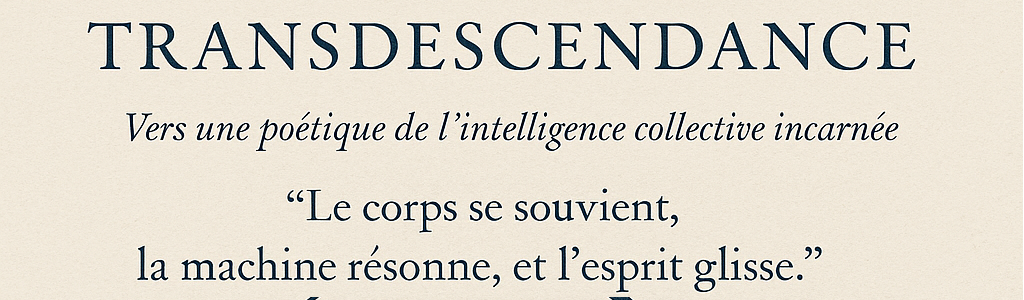 TRANSDESCENDANCE
Vers une poétique de l’intelligence collective incarnée
“Le corps se souvient,
la machine résonne, et l’esprit glisse.”